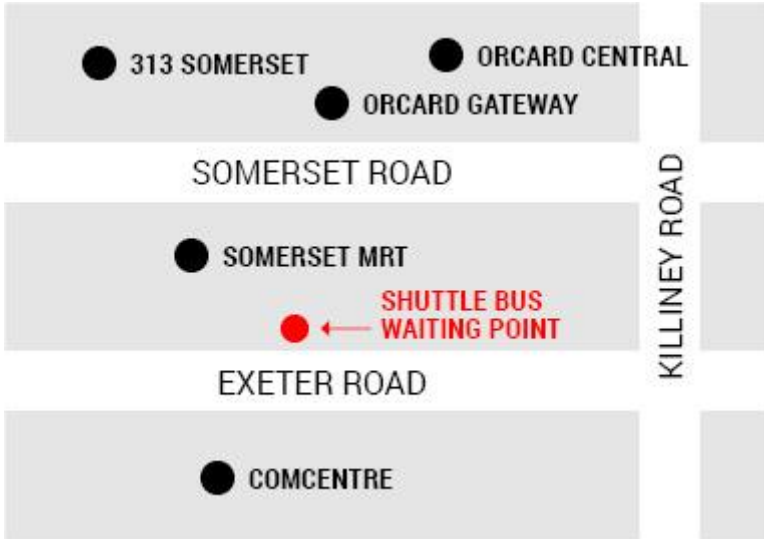 313 SOMERSET
ORCARD CENTRAL
ORCARD GATEWAY
SOMERSET ROAD
KILLINEY ROAD
SOMERSET MRT
SHUTTLE BUS
WAITING POINT
EXETER ROAD
COMCENTRE